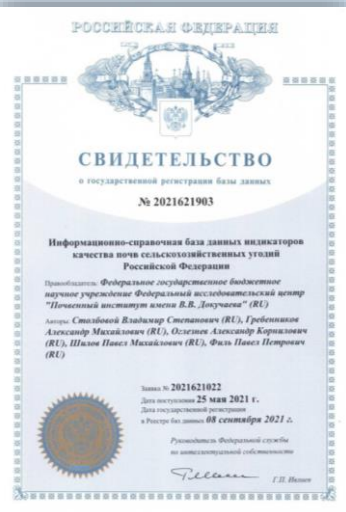 РОССИЙСКАЯ ФЕДЕРАЦИЯ
СВИДЕТЕЛЬСТВО
о государственной регистрации базы данных
№ 2021621903
Информационно-справочная база данных индикаторов
качества почв сельскохозяйственных угодий
Российской Федерации
Правообладатель: Федеральное государственное бюджетное
научное учреждение Федеральный исследовательский центр
"Почвенный институт имени В.В. Докучаева" (RU)
Авторы: Столбовой Владимир Степанович (RU), Гребенников
Александр Михайлович (RU), Оглезнев Александр Корнилович
(RU), Шилов Павел Михайлович (RU), Филь Павел Петрович
(RU)
Заявка № 2021621022
Дата поступления 25 мая 2021 г.
Дата государственной регистрации
в Реестре баз данных 08 сентября 2021 г.
Руководитель Федеральной службы
по интеллектуальной собственности
Г.П. Ивлиев